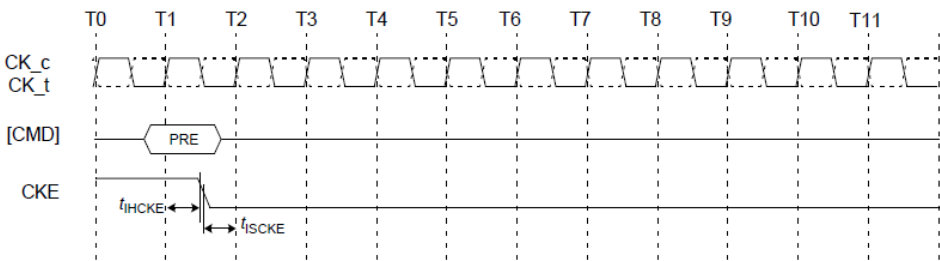 T0 T1 T2 T3 T4 T5 T6 T7 T8 T9 T10 T11
CK_c
CK_t
[CMD] PRE
CKE
tIHCKE
tISCKE